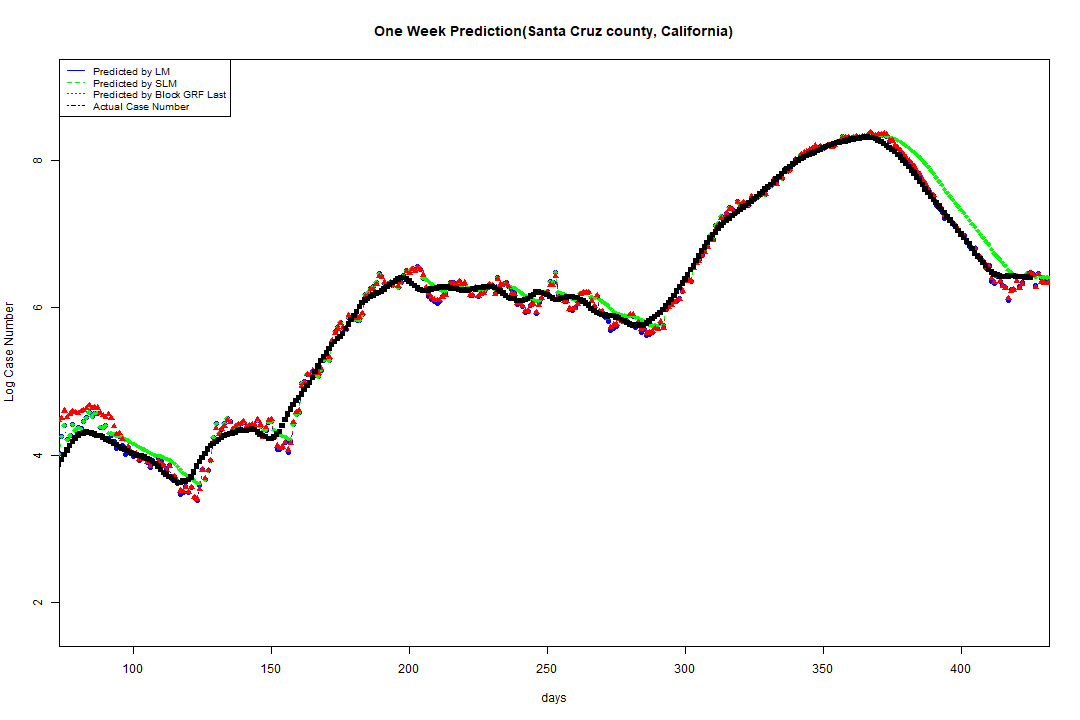 One Week Prediction(Santa Cruz county, California)
Predicted by LM
Predicted by SLM
Predicted by Block GRF Last
Actual Case Number
8
6
4
2
Log Case Number
100 150 200 250 300 350 400
days